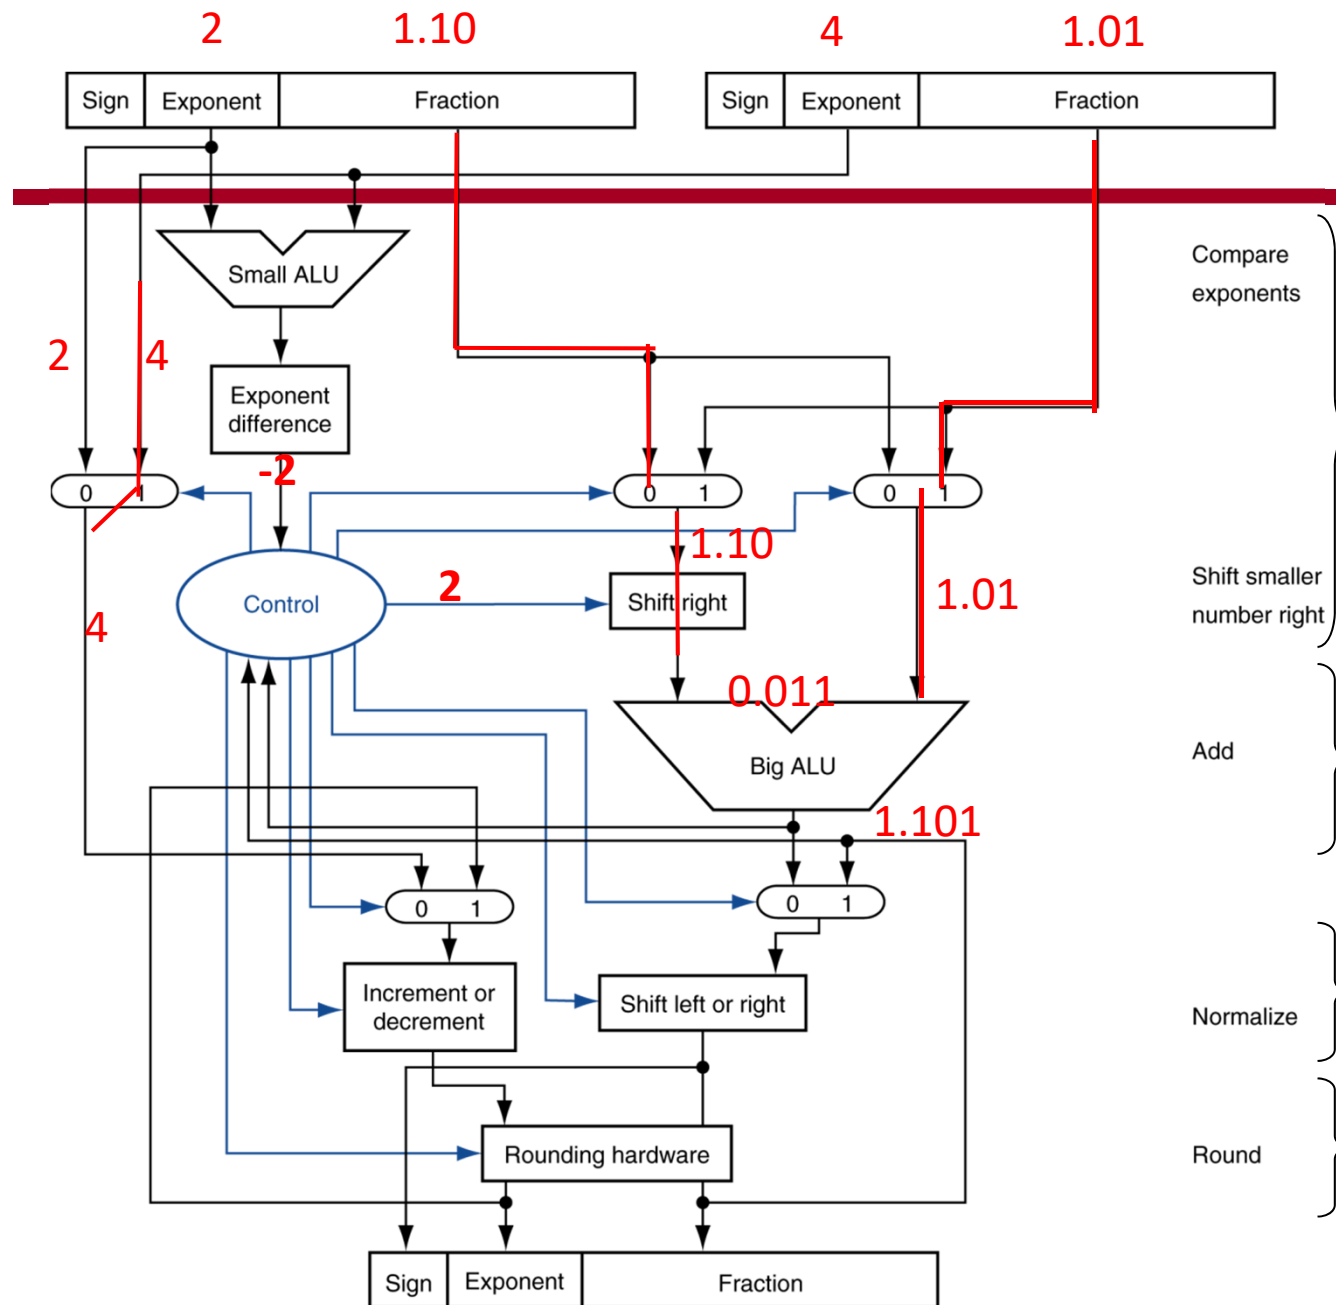 2 1.10 4 1.01
Sign Exponent Fraction Sign Exponent Fraction
Compare
exponents
Small ALU
2 4
Exponent
difference
-2
0 1 0 1 0 1
1.10
Shift smaller
number right
Control 2 Shift right 1.01
4
0.011
Add
Big ALU
1.101
0 1 0 1
Increment or
decrement
Shift left or right
Normalize
Rounding hardware
Round
Sign Exponent Fraction